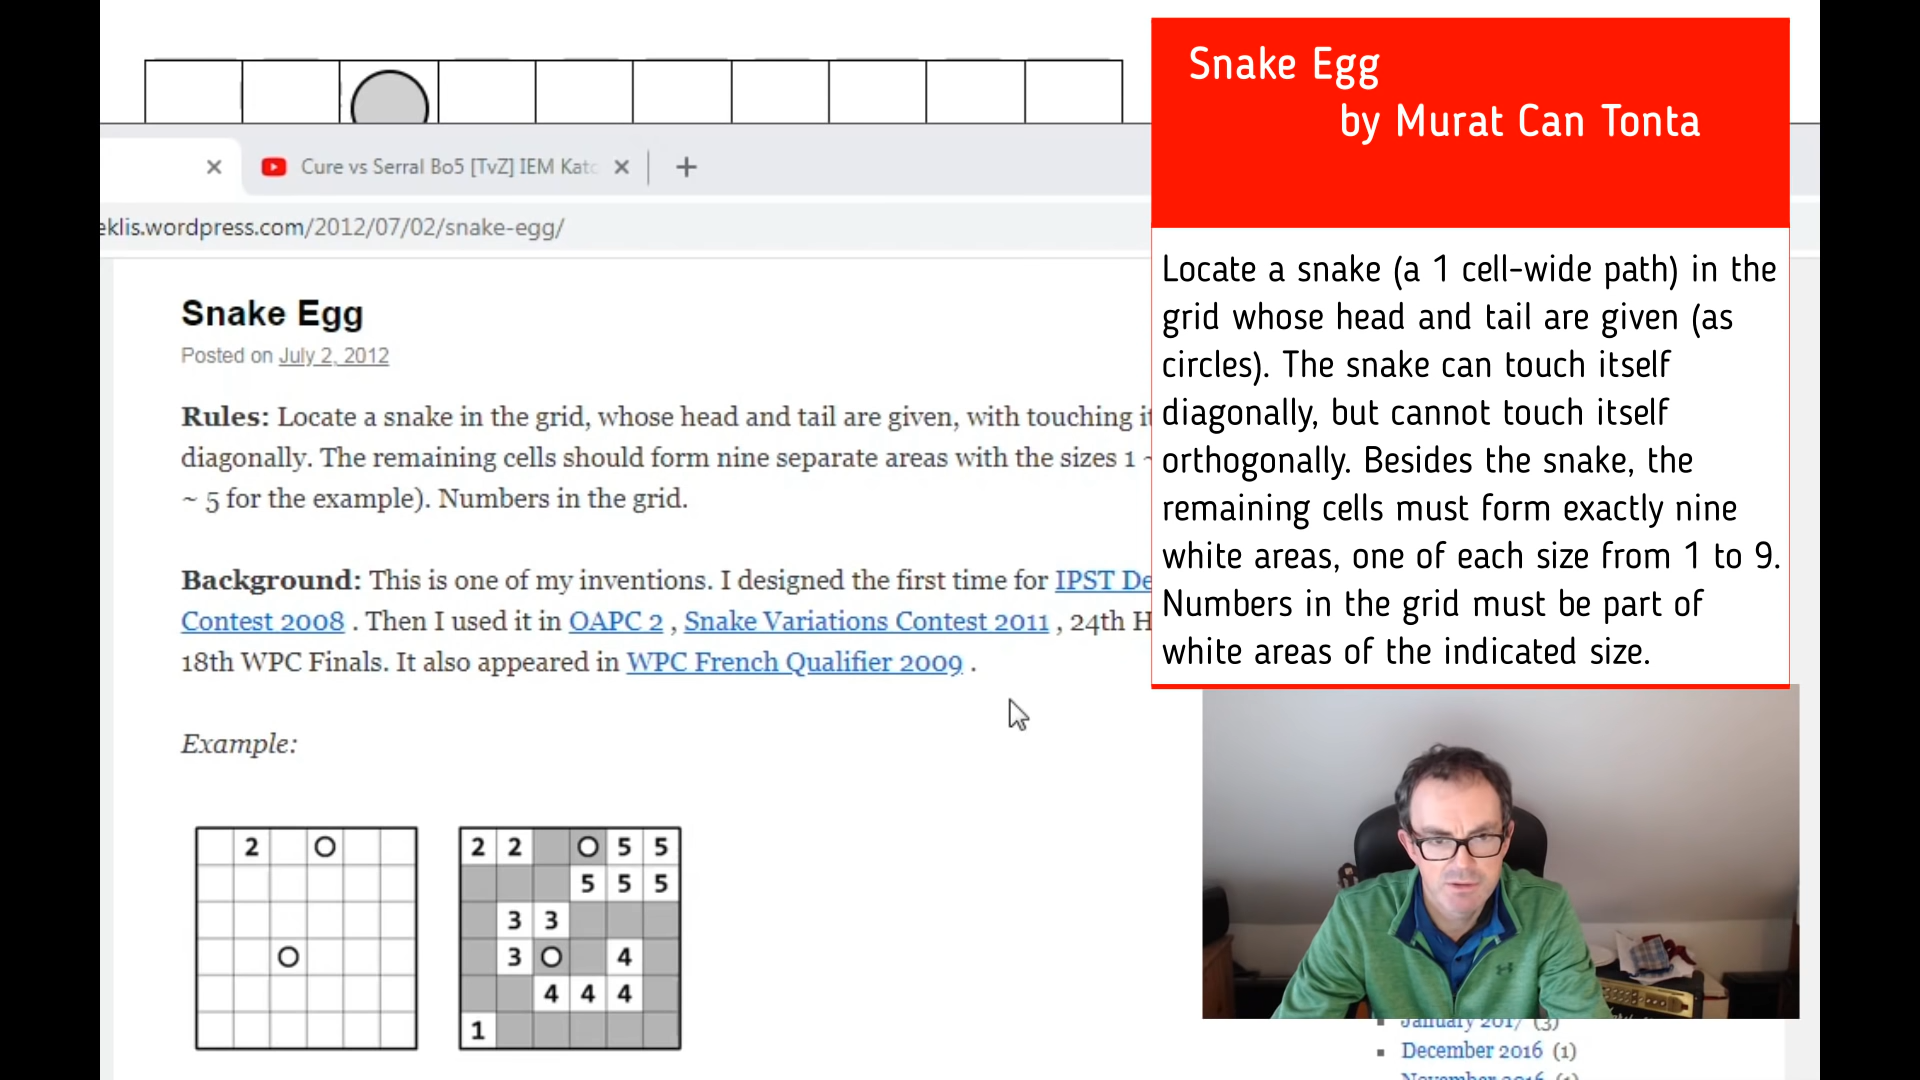 Snake Egg
by Murat Can Tonta
Cure vs Serral Bo5 [TvZ] IEM Kato
eklis.wordpress.com/2012/07/02/snake-egg/
Locate a snake (a 1 cell-wide path) in the
grid whose head and tail are given (as
circles). The snake can touch itself
diagonally, but cannot touch itself
orthogonally. Besides the snake, the
remaining cells must form exactly nine
white areas, one of each size from 1 to 9.
Numbers in the grid must be part of
white areas of the indicated size.
Snake Egg
Posted on July 2, 2012
Rules: Locate a snake in the grid, whose head and tail are given, with touching
diagonally. The remaining cells should form nine separate areas with the sizes 1 ~
~ 5 for the example). Numbers in the grid.
Background: This is one of my inventions. I designed the first time for IPST De
Contest 2008 . Then I used it in OAPC 2 , Snake Variations Contest 2011 , 24th H
18th WPC Finals. It also appeared in WPC French Qualifier 2009 .
Example:
2
2 2 5 5
5 5 5
3 3
3 4
4 4 4
1
January 2017 (3)
December 2016 (1)
November 2016 (1)